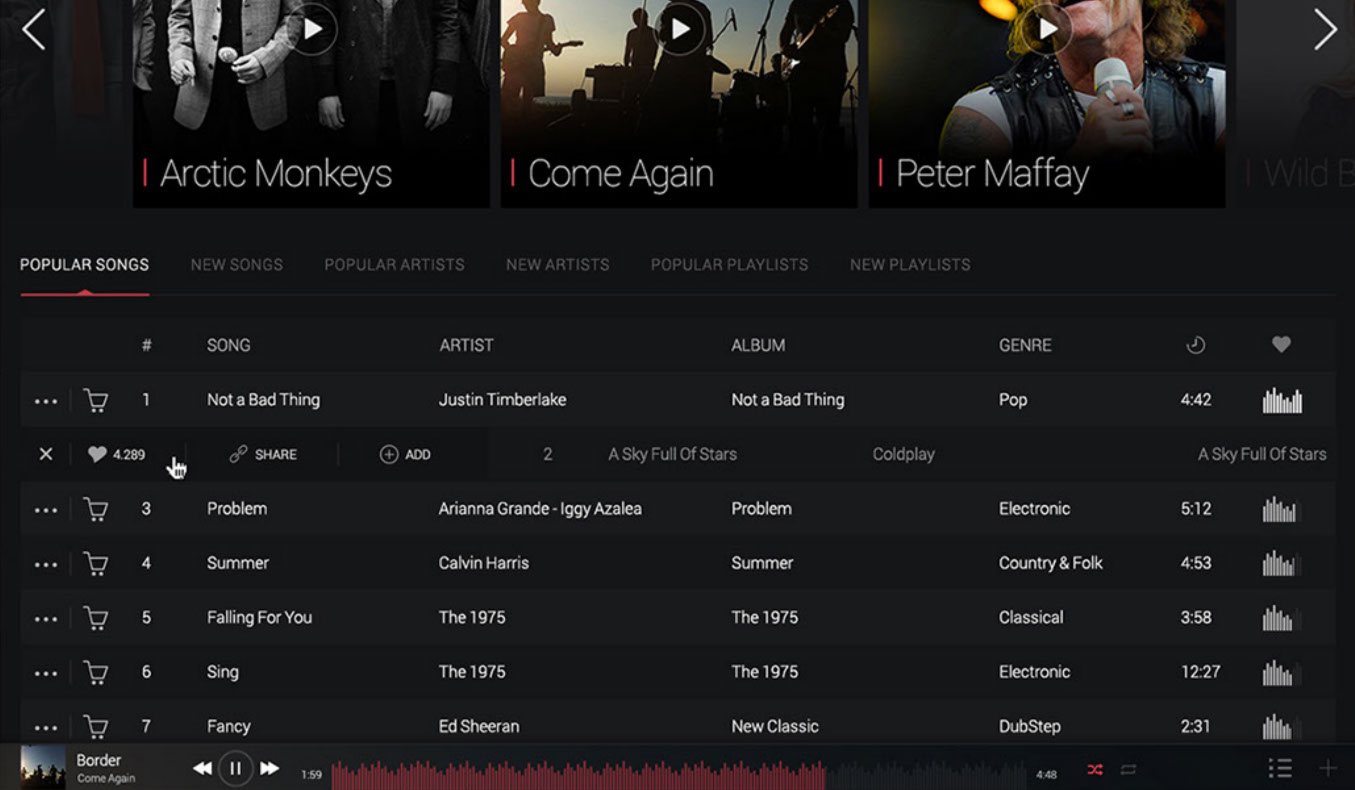 Arctic Monkeys
Come Again
Peter Maffay
Wild B
POPULAR SONGS NEW SONGS POPULAR ARTISTS NEW ARTISTS POPULAR PLAYLISTS NEW PLAYLISTS
# SONG ARTIST ALBUM GENRE
1 Not a Bad Thing Justin Timberlake Not a Bad Thing Pop 4:42
4.289 SHARE ADD 2 A Sky Full Of Stars Coldplay A Sky Full Of Stars
3 Problem Arianna Grande - Iggy Azalea Problem Electronic 5:12
4 Summer Calvin Harris Summer Country & Folk 4:53
5 Falling For You The 1975 The 1975 Classical 3:58
6 Sing The 1975 The 1975 Electronic 12:27
7 Fancy Ed Sheeran New Classic DubStep 2:31
Border
Come Again
1:59 4:48